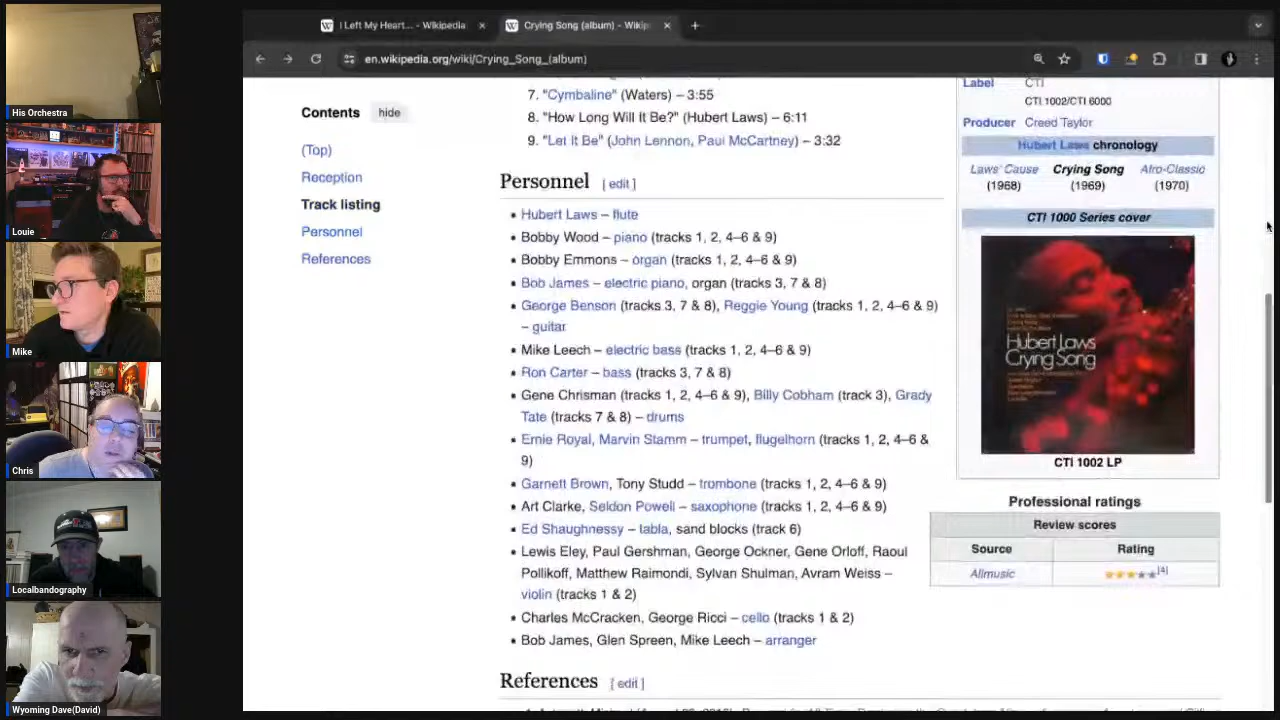 I Left My Heart... - Wikipedia
Crying Song (album) - Wikip
en.wikipedia.org/wiki/Crying_Song_(album)
His Orchestra
Louie
Mike
Chris
Localbandography
Wyoming Dave(David)
Contents hide
(Top)
Reception
Track listing
Personnel
References
7. "Cymbaline" (Waters) – 3:55
8. "How Long Will It Be?" (Hubert Laws) – 6:11
9. "Let It Be" (John Lennon, Paul McCartney) – 3:32
Personnel [ edit ]
Hubert Laws – flute
Bobby Wood – piano (tracks 1, 2, 4–6 & 9)
Bobby Emmons – organ (tracks 1, 2, 4–6 & 9)
Bob James – electric piano, organ (tracks 3, 7 & 8)
George Benson (tracks 3, 7 & 8), Reggie Young (tracks 1, 2, 4–6 & 9)
– guitar
Mike Leech – electric bass (tracks 1, 2, 4–6 & 9)
Ron Carter – bass (tracks 3, 7 & 8)
Gene Chrisman (tracks 1, 2, 4–6 & 9), Billy Cobham (track 3), Grady
Tate (tracks 7 & 8) – drums
Ernie Royal, Marvin Stamm – trumpet, flugelhorn (tracks 1, 2, 4–6 &
9)
Garnett Brown, Tony Studd – trombone (tracks 1, 2, 4–6 & 9)
Art Clarke, Seldon Powell – saxophone (tracks 1, 2, 4–6 & 9)
Ed Shaughnessy – tabla, sand blocks (track 6)
Lewis Eley, Paul Gershman, George Ockner, Gene Orloff, Raoul
Pollikoff, Matthew Raimondi, Sylvan Shulman, Avram Weiss –
violin (tracks 1 & 2)
Charles McCracken, George Ricci – cello (tracks 1 & 2)
Bob James, Glen Spreen, Mike Leech – arranger
References [ edit ]
Label CTI
CTI 1002/CTI 6000
Producer Creed Taylor
Hubert Laws chronology
Laws' Cause Crying Song Afro-Classic
(1968) (1969) (1970)
CTI 1000 Series cover
Hubert Laws
Crying Song
CTI 1002 LP
Professional ratings
Review scores
Source Rating
Allmusic [4]